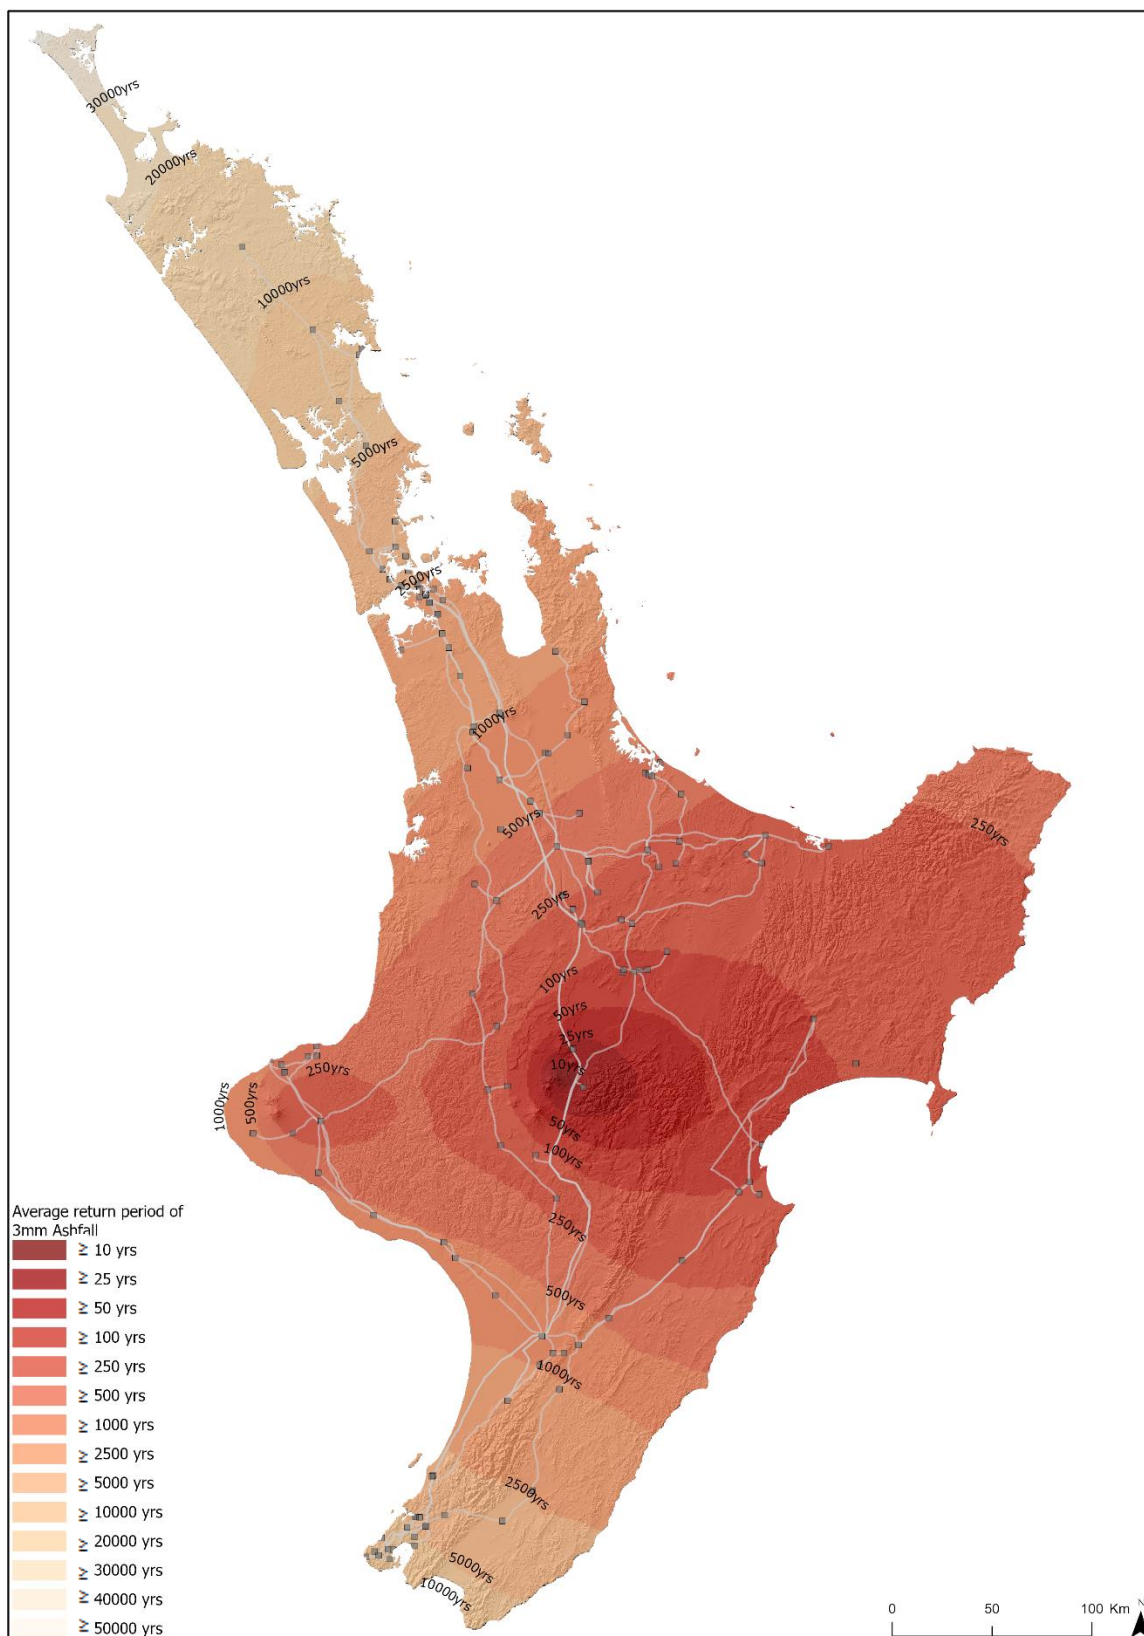 30000yrs
20000yrs
10000yrs
5000yrs
2500yrs
1000yrs
500yrs
250yrs
250yrs
100yrs
50yrs
25yrs
10yrs
250yrs
500yrs
1000yrs
50yrs
100yrs
250yrs
500yrs
1000yrs
2500yrs
5000yrs
10000yrs
Average return period of
3mm Ashfall
≥ 10 yrs
≥ 25 yrs
≥ 50 yrs
≥ 100 yrs
≥ 250 yrs
≥ 500 yrs
≥ 1000 yrs
≥ 2500 yrs
≥ 5000 yrs
≥ 10000 yrs
≥ 20000 yrs
≥ 30000 yrs
≥ 40000 yrs
≥ 50000 yrs
0 50 100 Km
N